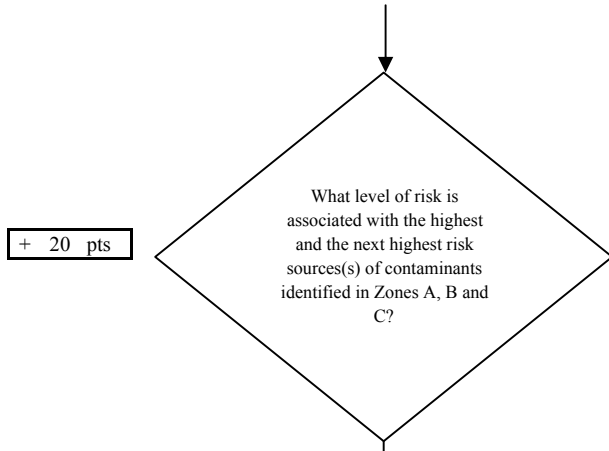 What level of risk is
associated with the highest
and the next highest risk
sources(s) of contaminants
identified in Zones A, B and
C?
+ 20 pts